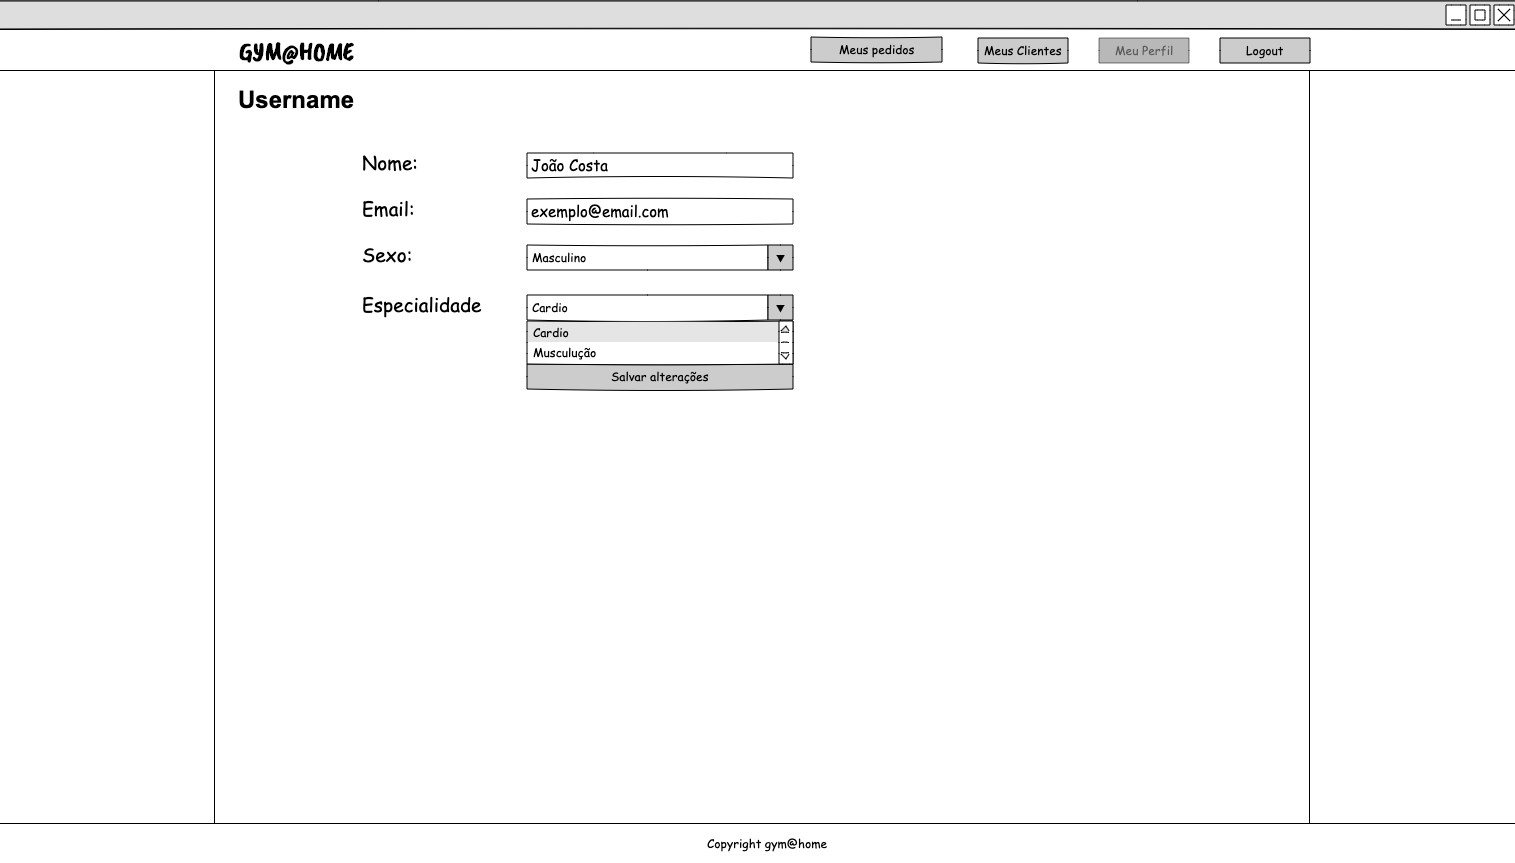 GYM@HOME
Meus pedidos
Meus Clientes
Meu Perfil
Logout
Username
Nome:
João Costa
Email:
exemplo@email.com
Sexo:
Masculino
Especialidade
Cardio
Cardio
Musculução
Salvar alterações
Copyright gym@home